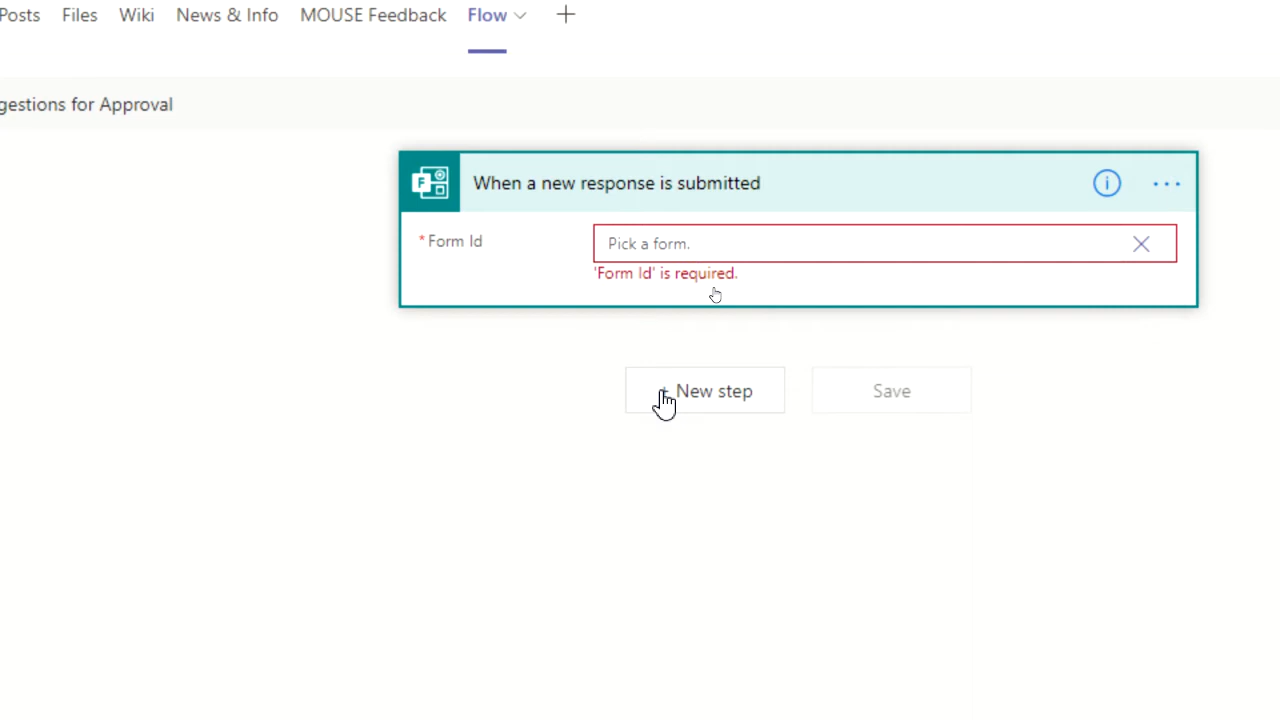 Posts Files Wiki News & Info MOUSE Feedback Flow
gestions for Approval
When a new response is submitted
* Form Id
Pick a form.
'Form Id' is required.
+ New step
Save